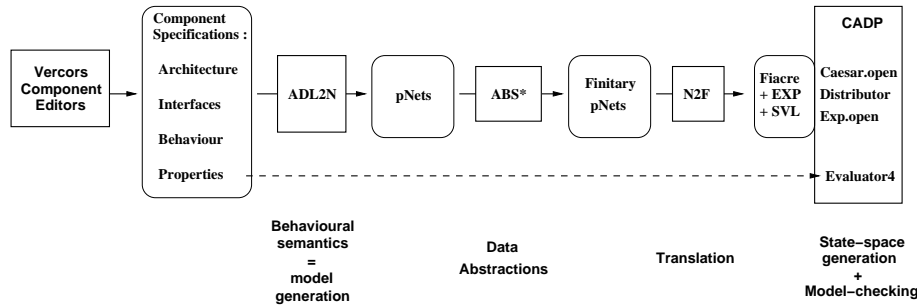 Vercors
Component
Editors
Component
Specifications :
Architecture
Interfaces
Behaviour
Properties
ADL2N
pNets
ABS*
Finitary
pNets
N2F
Fiacre
+ EXP
+ SVL
CADP
Caesar.open
Distributor
Exp.open
Evaluator4
Behavioural
semantics
=
model
generation
Data
Abstractions
Translation
State−space
generation
+
Model−checking